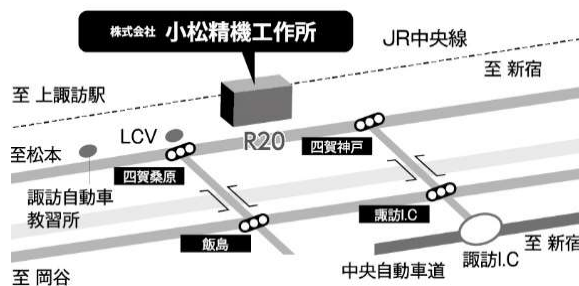 株式会社 小松精機工作所
JR中央線
至 新宿
至 上諏訪駅
LCV
R20
四賀神戸
至松本
四賀桑原
諏訪自動車
教習所
諏訪I.C
飯島
至 新宿
諏訪I.C
中央自動車道
至 岡谷